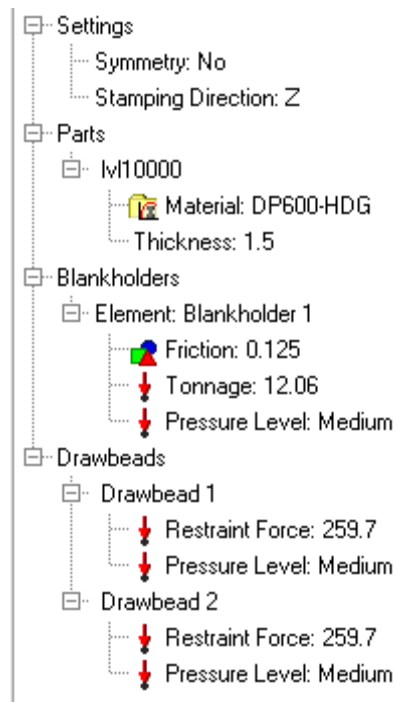 Settings
Symmetry: No
Stamping Direction: Z
Parts
lvl10000
Material: DP600-HDG
Thickness: 1.5
Blankholders
Element: Blankholder 1
Friction: 0.125
Tonnage: 12.06
Pressure Level: Medium
Drawbeads
Drawbead 1
Restraint Force: 259.7
Pressure Level: Medium
Drawbead 2
Restraint Force: 259.7
Pressure Level: Medium